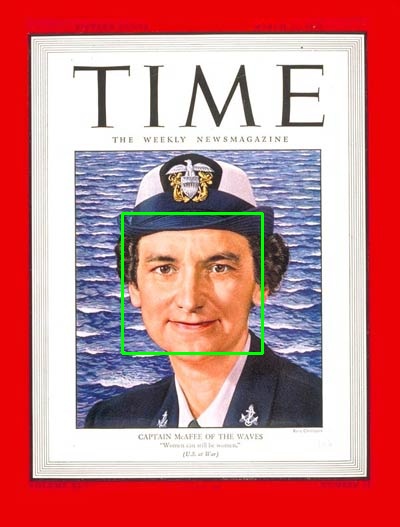 TIME
THE WEEKLY NEWSMAGAZINE
CAPTAIN McAFEE OF THE WAVES
"Women can still be women."
(U.S. at War)